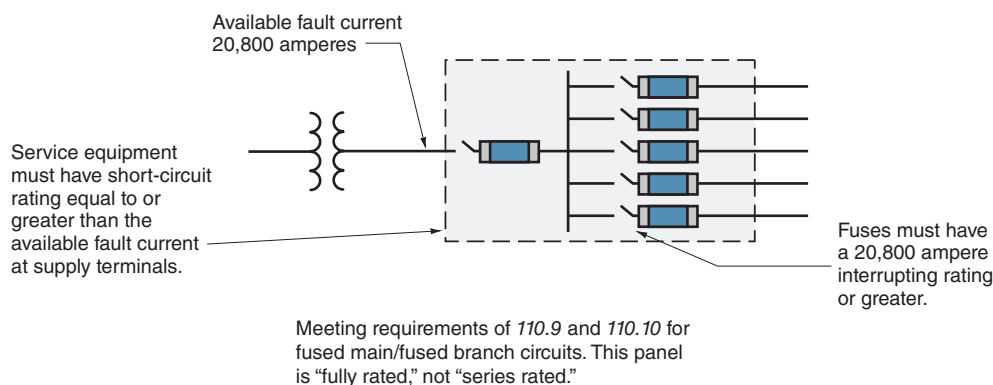 Available fault current
20,800 amperes
Service equipment
must have short-circuit
rating equal to or
greater than the
available fault current
at supply terminals.
Fuses must have
a 20,800 ampere
interrupting rating
or greater.
Meeting requirements of 110.9 and 110.10 for
fused main/fused branch circuits. This panel
is “fully rated,” not “series rated.”